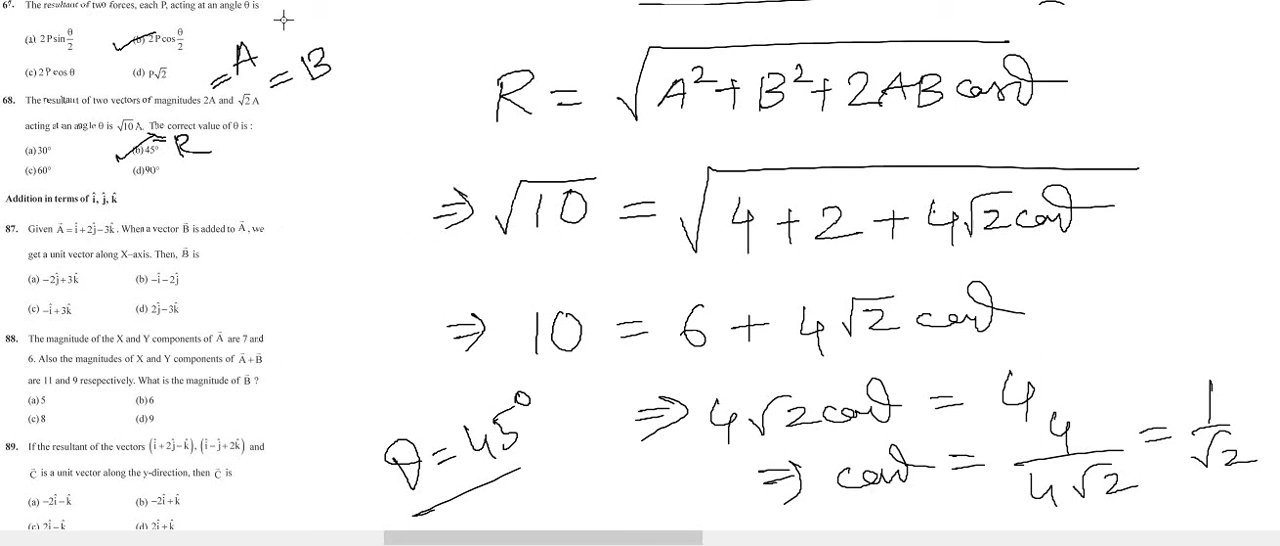 67. The resultant of two forces, each P, acting at an angle θ is
(a) 2P sin θ/2 (b) 2P cos θ/2
(c) 2 P cos θ (d) P√2
= A = B
68. The resultant of two vectors of magnitudes 2A and √2 A
acting at an angle θ is √10 A. The correct value of θ is :
(a) 30° (b) 45° = R
(c) 60° (d) 90°
Addition in terms of î, ĵ, k̂
87. Given A⃗ = î+2ĵ−3k̂. When a vector B⃗ is added to A⃗, we
get a unit vector along X–axis. Then, B⃗ is
(a) −2ĵ+3k̂ (b) −î−2ĵ
(c) −î+3k̂ (d) 2ĵ−3k̂
88. The magnitude of the X and Y components of A⃗ are 7 and
6. Also the magnitudes of X and Y components of A⃗+B⃗
are 11 and 9 resepectively. What is the magnitude of B⃗ ?
(a) 5 (b) 6
(c) 8 (d) 9
89. If the resultant of the vectors (î+2ĵ−k̂), (î−ĵ+2k̂) and
C⃗ is a unit vector along the y-direction, then C⃗ is
(a) −2î−k̂ (b) −2î+k̂
(c) 2î−k̂ (d) 2î+k̂
R = √(A²+B²+2AB cosθ)
⇒ √10 = √(4+2+4√2 cosθ)
⇒ 10 = 6 + 4√2 cosθ
⇒ 4√2 cosθ = 4
⇒ cosθ = 4/4√2 = 1/√2
θ = 45°